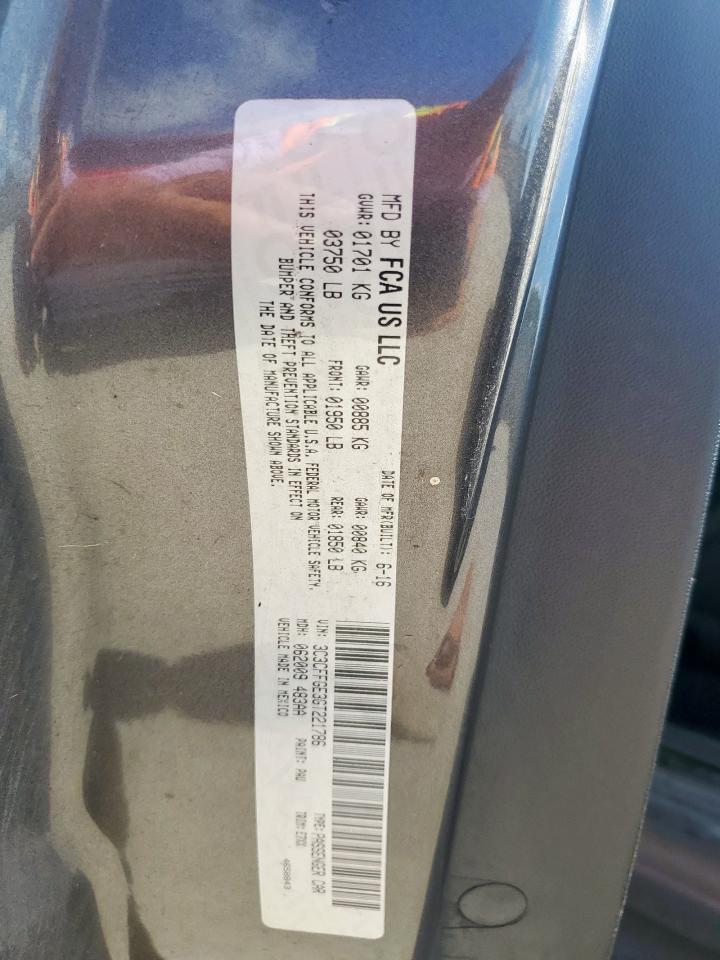 MFD BY FCA US LLC
DATE OF MFR(BUILT): 6-16
GVWR: 01701 KG GAWR: 00885 KG GAWR: 00840 KG
03750 LB FRONT: 01950 LB REAR: 01850 LB
THIS VEHICLE CONFORMS TO ALL APPLICABLE U.S.A. FEDERAL MOTOR VEHICLE SAFETY,
BUMPER AND THEFT PREVENTION STANDARDS IN EFFECT ON
THE DATE OF MANUFACTURE SHOWN ABOVE.
VIN: 3C3CFFGE3GT221786 TYPE: PASSENGER CAR
MDH: 062009 483AA PAINT: PAU TRIM: E7XX
VEHICLE MADE IN MEXICO 4650843